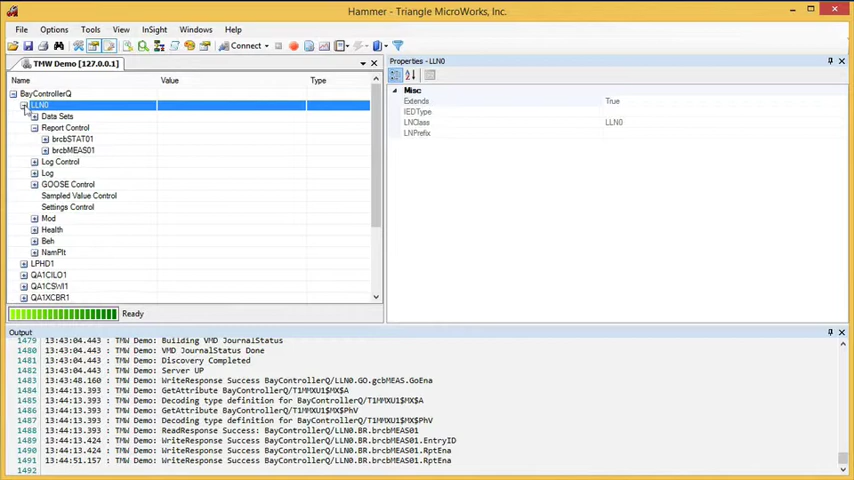 Hammer - Triangle MicroWorks, Inc.
File Options Tools InSight Windows Help
Connect
TMW Demo [127.0.0.1]
Name Value Type
BayControllerQ
LLN0
Data Sets
Report Control
brcbSTAT01
brcbMEAS01
Log Control
Log
GOOSE Control
Sampled Value Control
Settings Control
Mod
Health
Beh
NamPlt
LPHD1
QA1CILO1
QA1CSWI1
QA1XCBR1
Ready
Properties - LLN0
Misc
Extends True
IEDType
LNClass LLN0
LNPrefix
Output
1479 13:43:04.443 : TMW Demo: Building VMD JournalStatus
1480 13:43:04.443 : TMW Demo: VMD JournalStatus Done
1481 13:43:04.443 : TMW Demo: Discovery Completed
1482 13:43:04.443 : TMW Demo: Server UP
1483 13:43:48.160 : TMW Demo: WriteResponse Success BayControllerQ/LLN0.GO.gcbMEAS.GoEna
1484 13:44:13.393 : TMW Demo: GetAttribute BayControllerQ/T1MMXU1$MX$A
1485 13:44:13.393 : TMW Demo: Decoding type definition for BayControllerQ/T1MMXU1$MX$A
1486 13:44:13.393 : TMW Demo: GetAttribute BayControllerQ/T1MMXU1$MX$PhV
1487 13:44:13.393 : TMW Demo: Decoding type definition for BayControllerQ/T1MMXU1$MX$PhV
1488 13:44:13.393 : TMW Demo: ReadResponse Success: BayControllerQ/LLN0.BR.brcbMEAS01
1490 13:44:13.424 : TMW Demo: WriteResponse Success BayControllerQ/LLN0.BR.brcbMEAS01.EntryID
1490 13:44:13.424 : TMW Demo: WriteResponse Success BayControllerQ/LLN0.BR.brcbMEAS01.RptEna
1491 13:44:51.157 : TMW Demo: WriteResponse Success BayControllerQ/LLN0.BR.brcbMEAS01.RptEna
1492